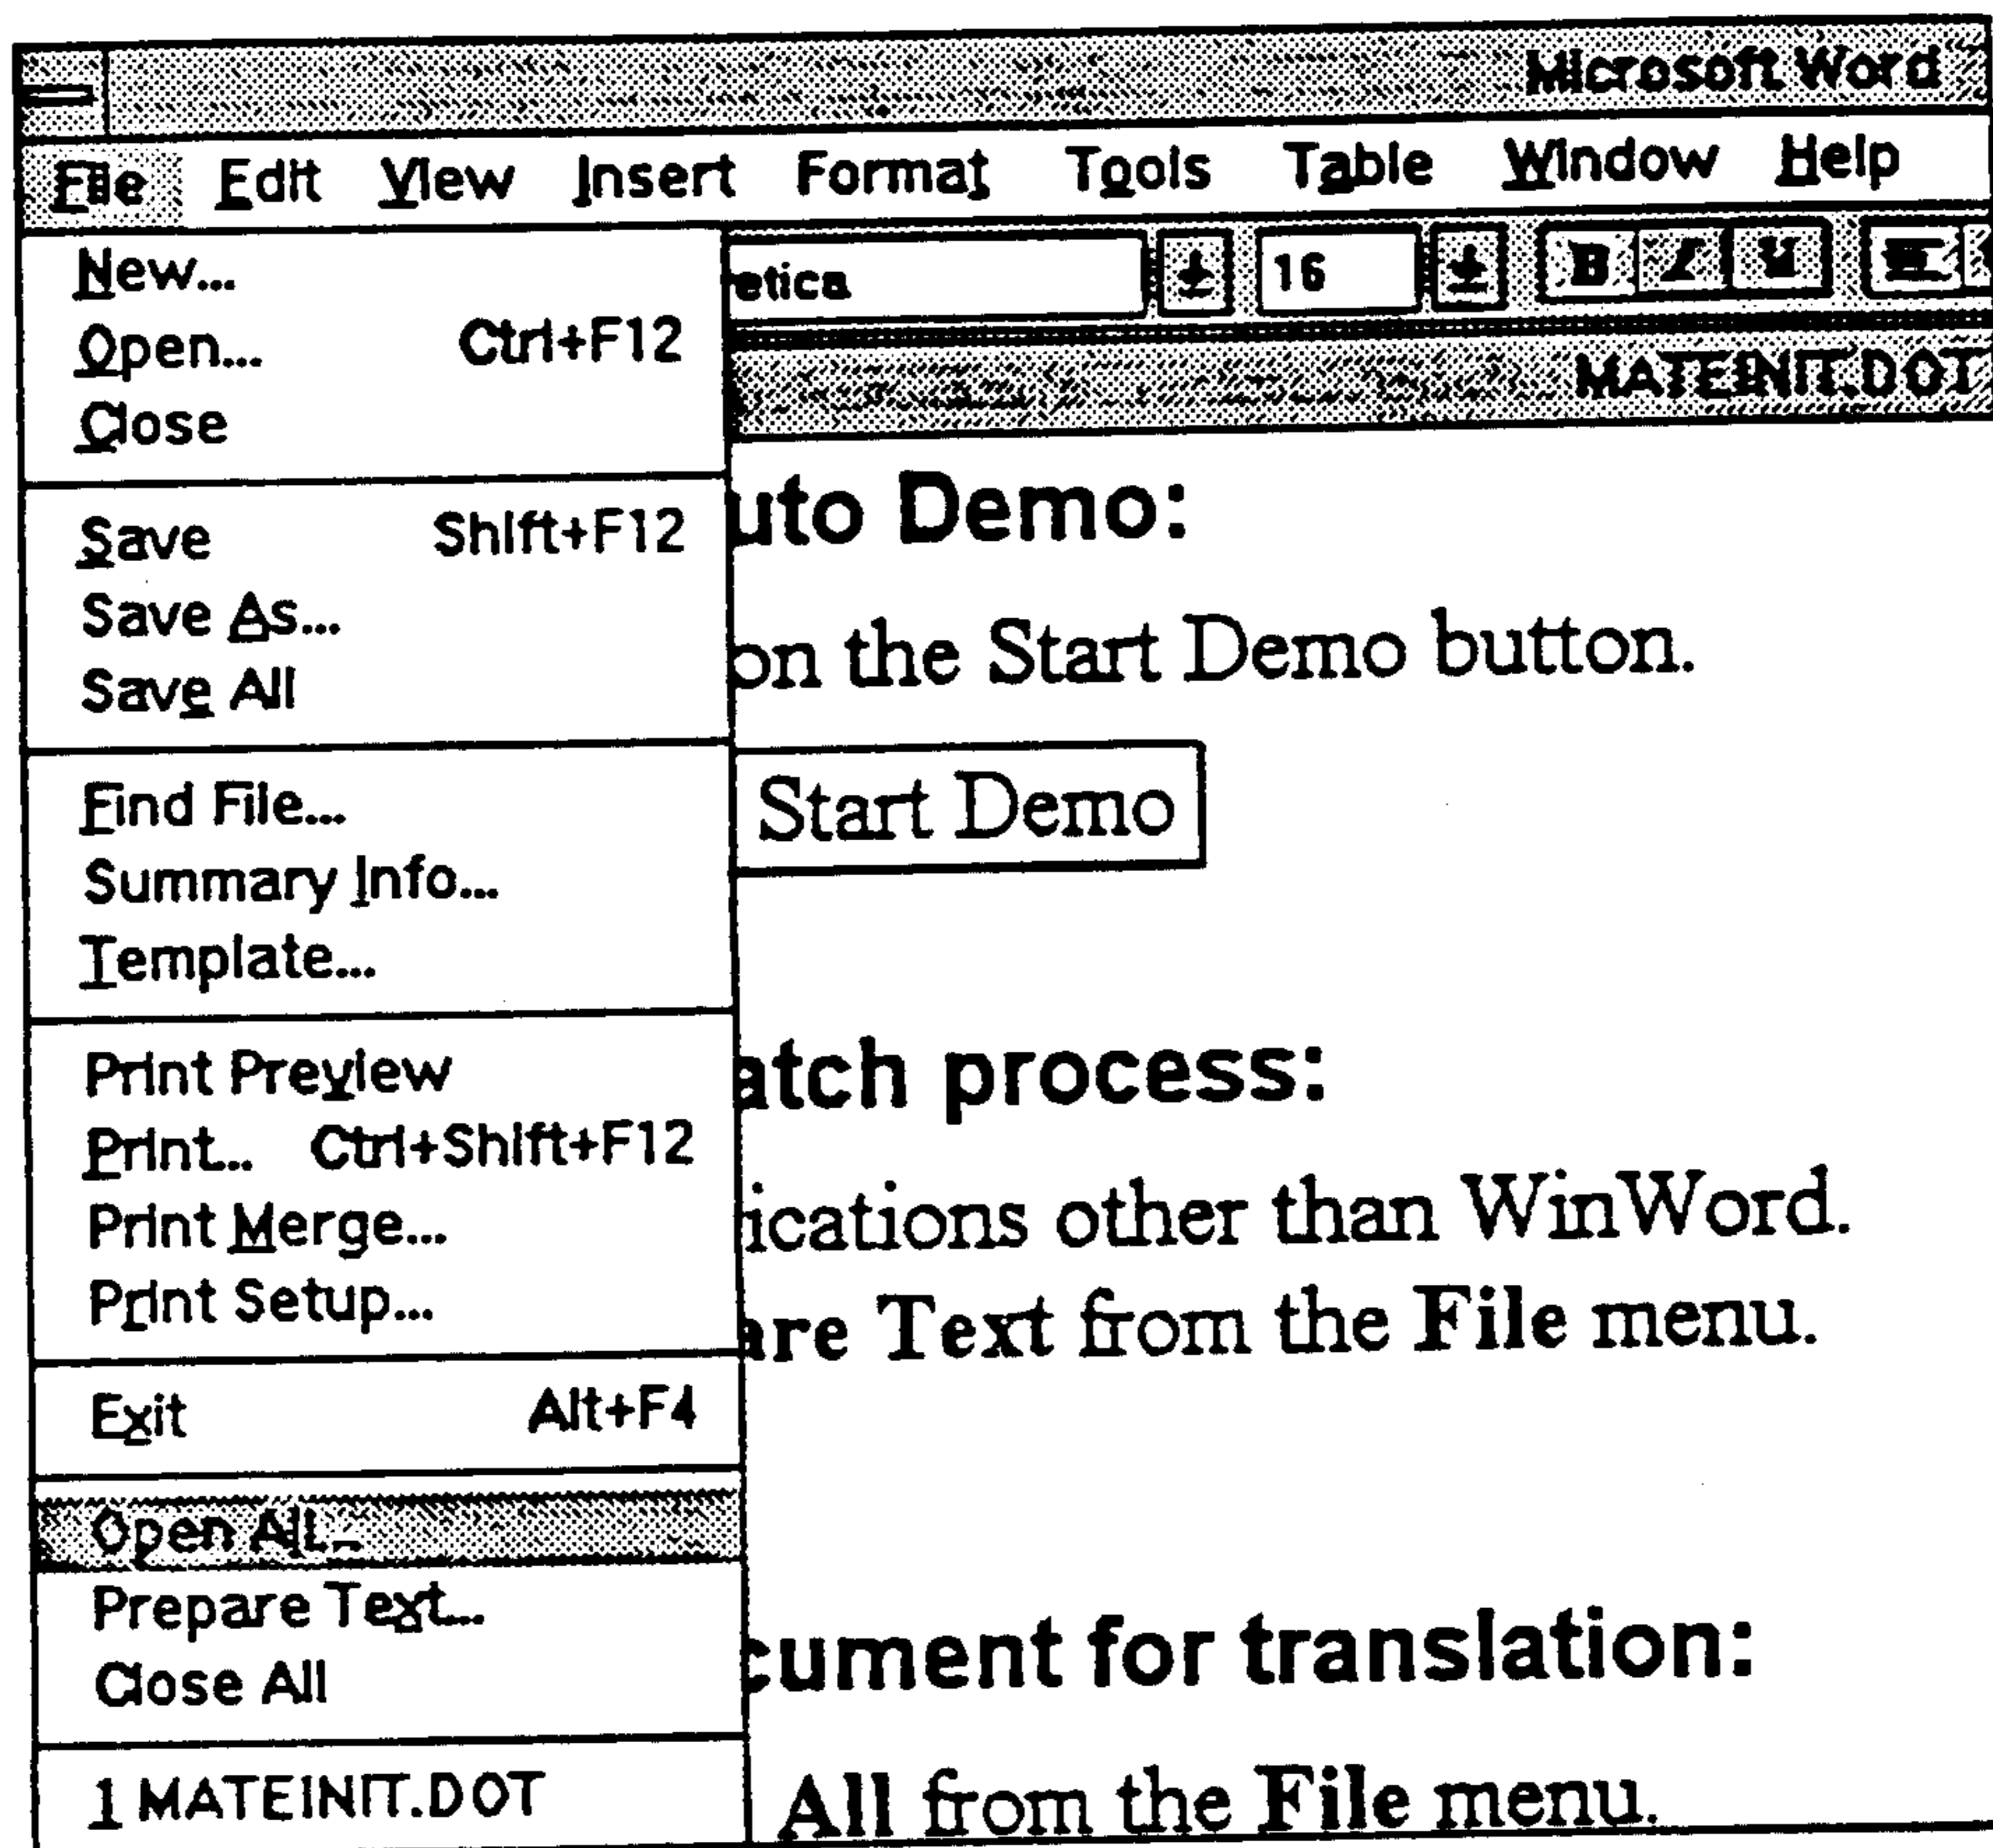 Microsoft Word
File Edit View Insert Format Tools Table Window Help
etica 16 B I U
MATEINIT.DOT
New...
Open... Ctrl+F12
Close
Save Shift+F12
Save As...
Save All
Find File...
Summary Info...
Template...
Print Preview
Print... Ctrl+Shift+F12
Print Merge...
Print Setup...
Exit Alt+F4
Open All...
Prepare Text...
Close All
1 MATEINIT.DOT
uto Demo:
on the Start Demo button.
Start Demo
atch process:
ications other than WinWord.
are Text from the File menu.
cument for translation:
All from the File menu.